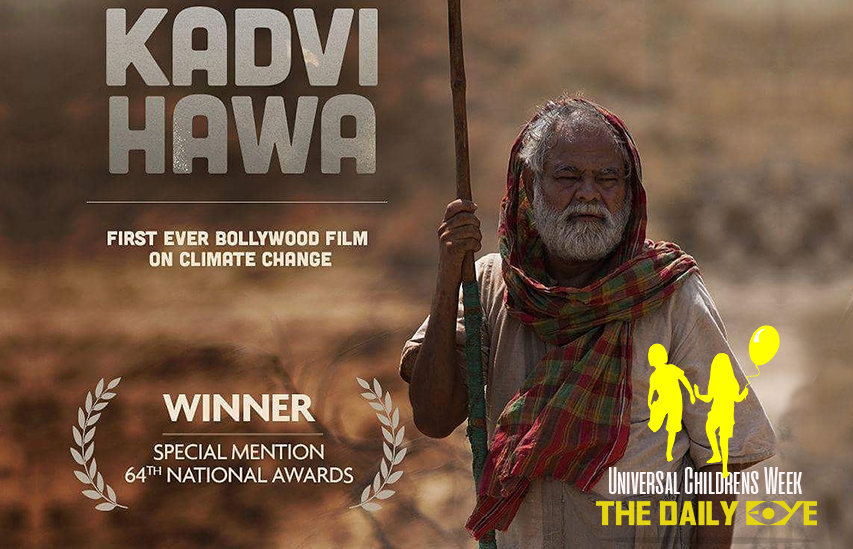 KADVI
HAWA
FIRST EVER BOLLYWOOD FILM
ON CLIMATE CHANGE
WINNER
SPECIAL MENTION
64TH NATIONAL AWARDS
UNIVERSAL CHILDRENS WEEK
THE DAILY EYE